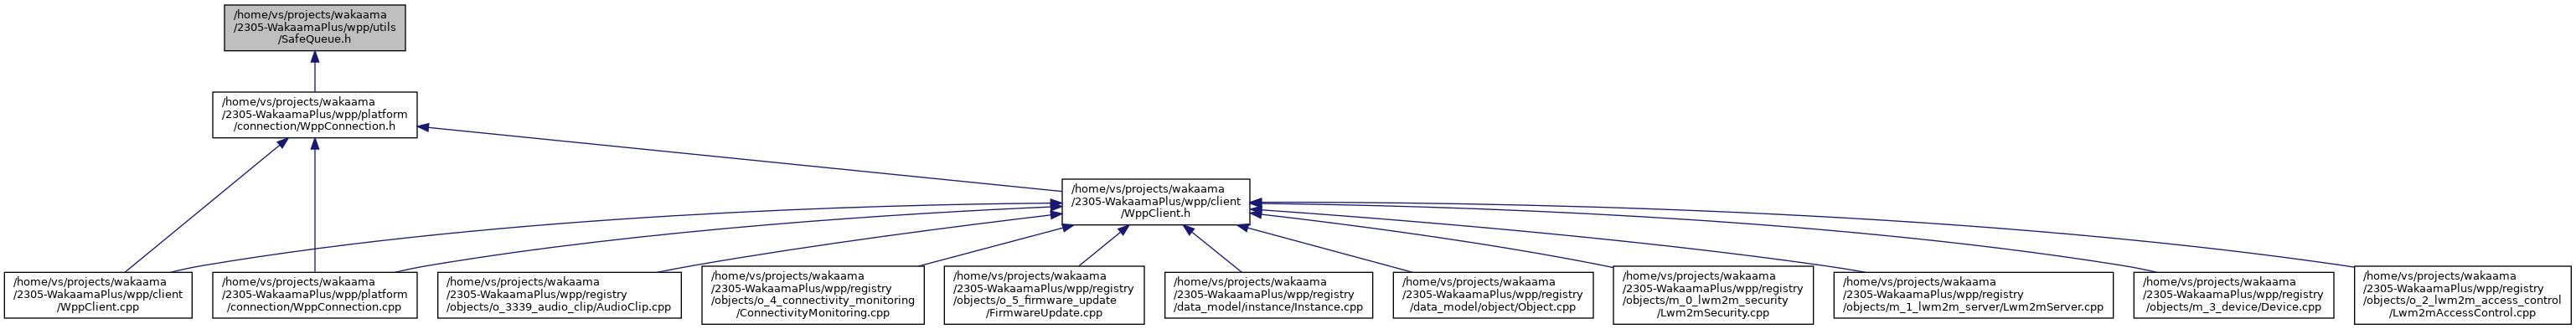 /home/vs/projects/wakaama
/2305-WakaamaPlus/wpp/utils
/SafeQueue.h
/home/vs/projects/wakaama
/2305-WakaamaPlus/wpp/platform
/connection/WppConnection.h
/home/vs/projects/wakaama
/2305-WakaamaPlus/wpp/client
/WppClient.h
/home/vs/projects/wakaama
/2305-WakaamaPlus/wpp/client
/WppClient.cpp
/home/vs/projects/wakaama
/2305-WakaamaPlus/wpp/platform
/connection/WppConnection.cpp
/home/vs/projects/wakaama
/2305-WakaamaPlus/wpp/registry
/objects/o_3339_audio_clip/AudioClip.cpp
/home/vs/projects/wakaama
/2305-WakaamaPlus/wpp/registry
/objects/o_4_connectivity_monitoring
/ConnectivityMonitoring.cpp
/home/vs/projects/wakaama
/2305-WakaamaPlus/wpp/registry
/objects/o_5_firmware_update
/FirmwareUpdate.cpp
/home/vs/projects/wakaama
/2305-WakaamaPlus/wpp/registry
/data_model/instance/Instance.cpp
/home/vs/projects/wakaama
/2305-WakaamaPlus/wpp/registry
/data_model/object/Object.cpp
/home/vs/projects/wakaama
/2305-WakaamaPlus/wpp/registry
/objects/m_0_lwm2m_security
/Lwm2mSecurity.cpp
/home/vs/projects/wakaama
/2305-WakaamaPlus/wpp/registry
/objects/m_1_lwm2m_server/Lwm2mServer.cpp
/home/vs/projects/wakaama
/2305-WakaamaPlus/wpp/registry
/objects/m_3_device/Device.cpp
/home/vs/projects/wakaama
/2305-WakaamaPlus/wpp/registry
/objects/o_2_lwm2m_access_control
/Lwm2mAccessControl.cpp